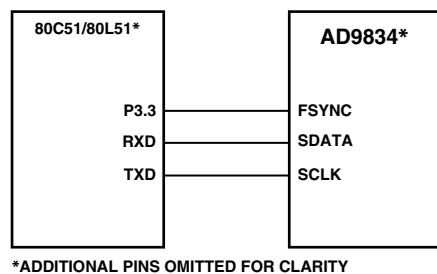 80C51/80L51*
AD9834*
P3.3
FSYNC
RXD
SDATA
TXD
SCLK
*ADDITIONAL PINS OMITTED FOR CLARITY